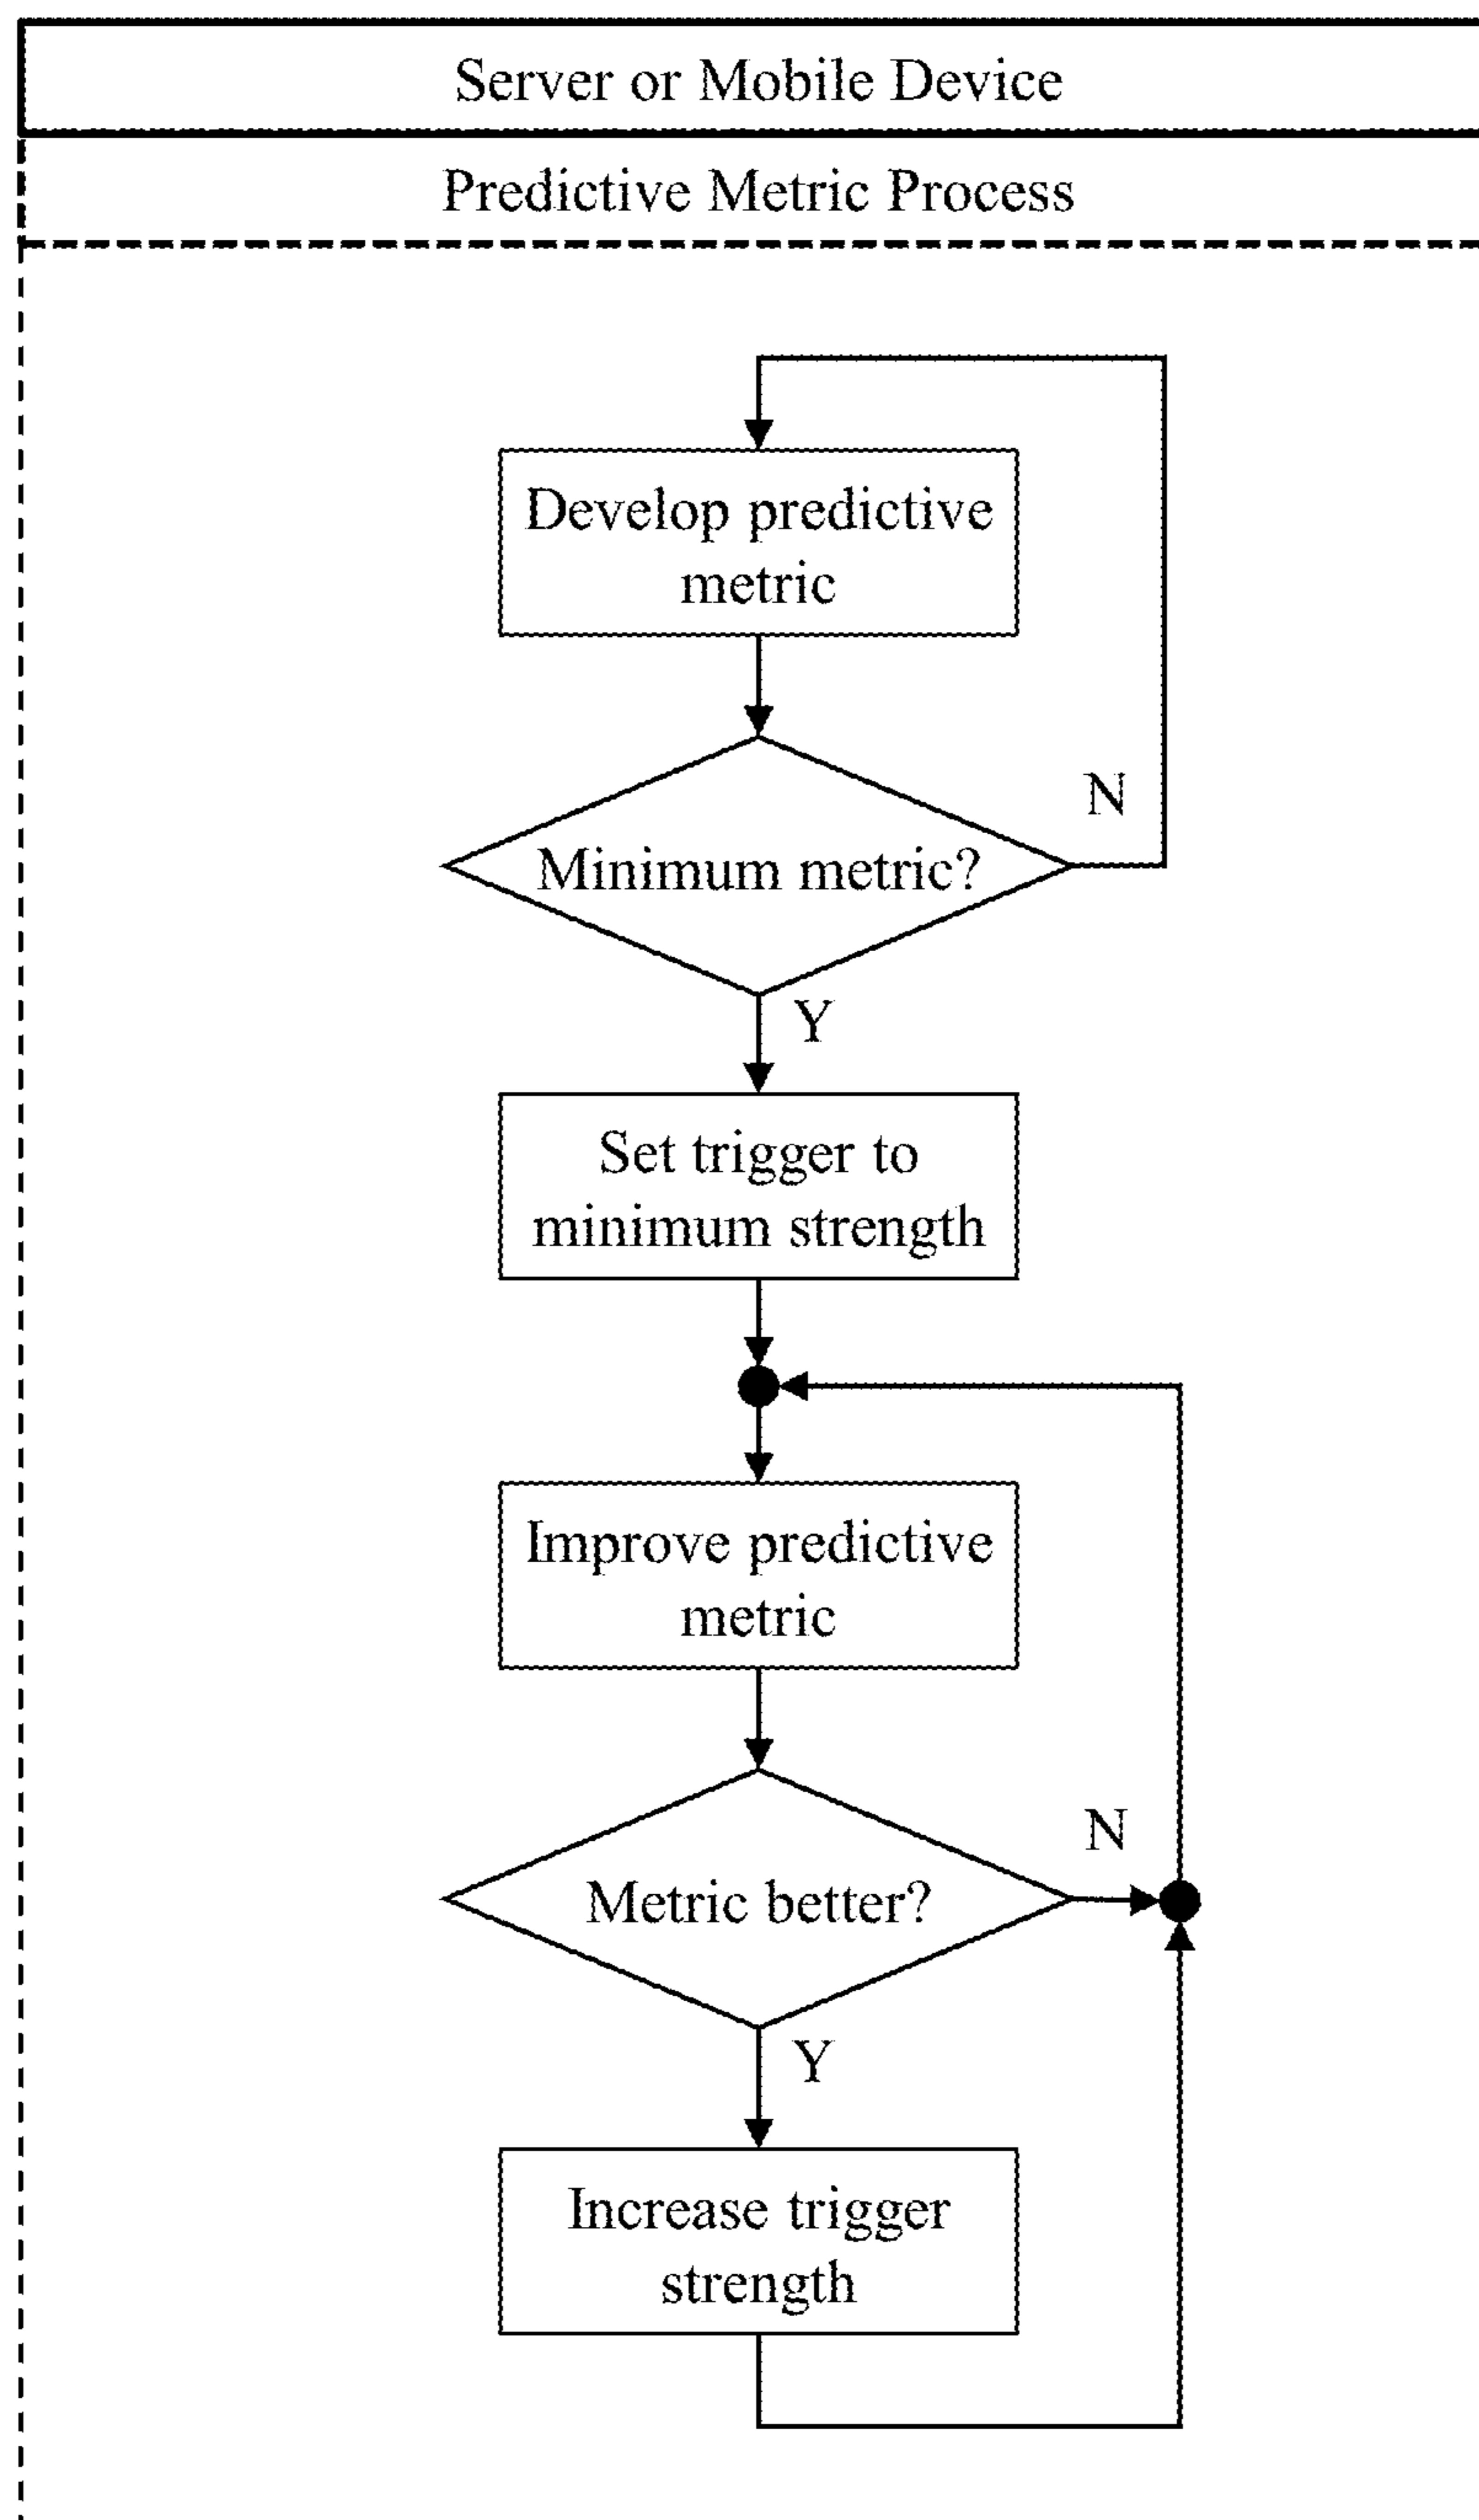 Server or Mobile Device
Predictive Metric Process
Develop predictive
metric
Minimum metric?
N
Y
Set trigger to
minimum strength
Improve predictive
metric
Metric better?
N
Y
Increase trigger
strength